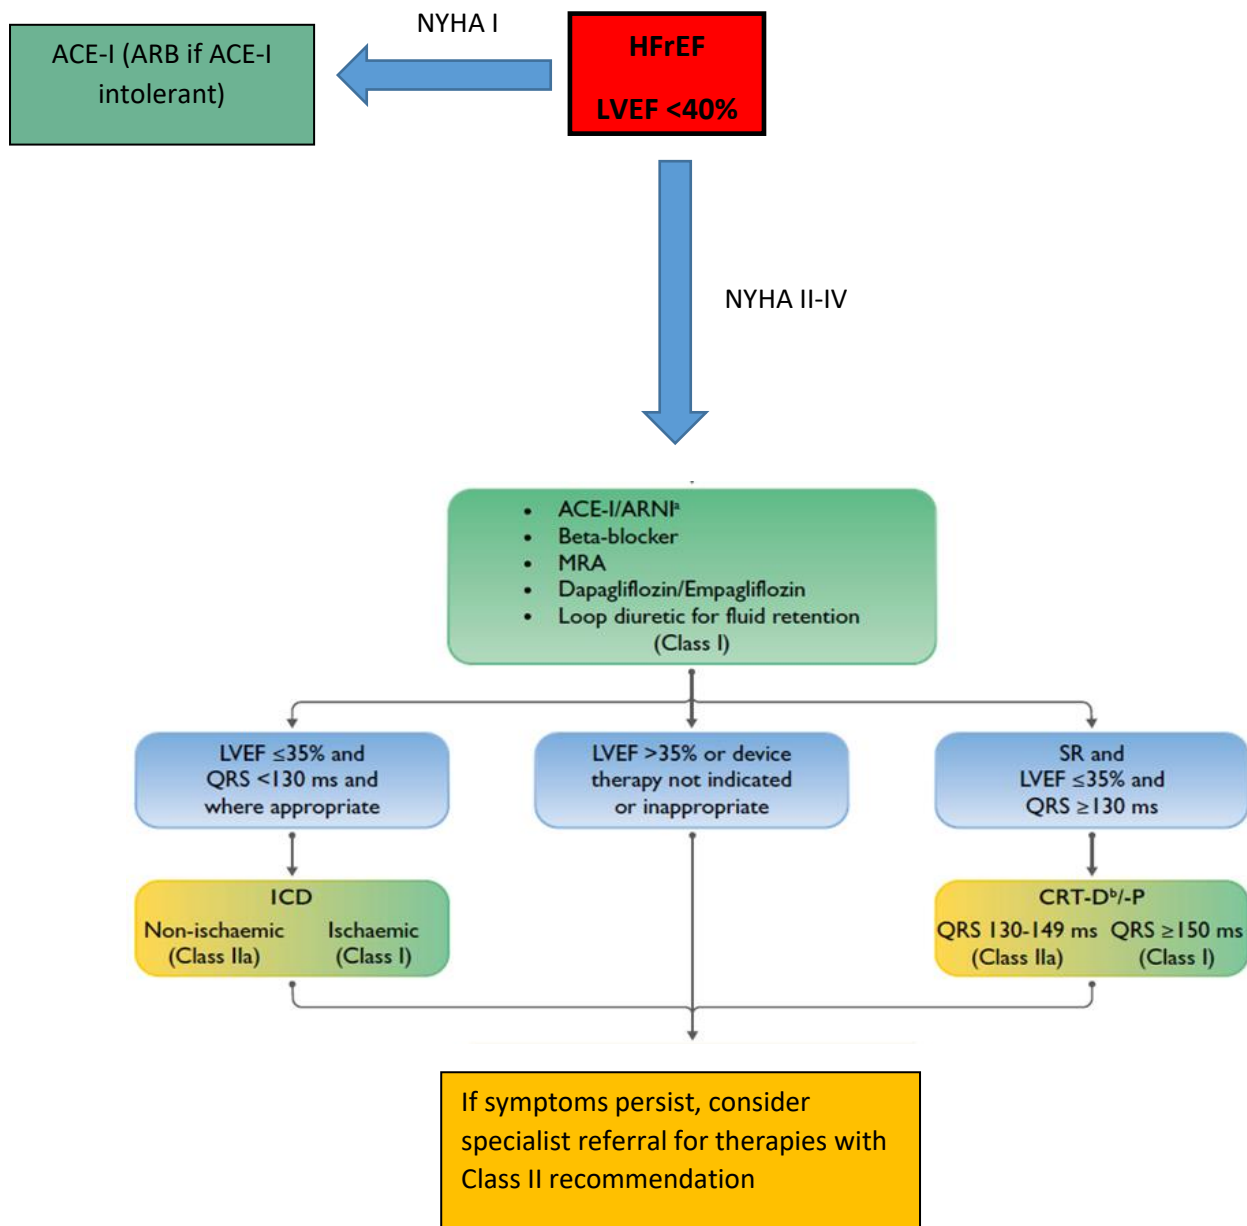 NYHA I
HFrEF
LVEF <40%
ACE-I (ARB if ACE-I
intolerant)
NYHA II-IV
• ACE-I/ARNIᵃ
• Beta-blocker
• MRA
• Dapagliflozin/Empagliflozin
• Loop diuretic for fluid retention
(Class I)
LVEF ≤35% and
QRS <130 ms and
where appropriate
LVEF >35% or device
therapy not indicated
or inappropriate
SR and
LVEF ≤35% and
QRS ≥130 ms
ICD
Non-ischaemic
(Class IIa)
Ischaemic
(Class I)
CRT-Dᵇ/-P
QRS 130-149 ms
(Class IIa)
QRS ≥150 ms
(Class I)
If symptoms persist, consider
specialist referral for therapies with
Class II recommendation